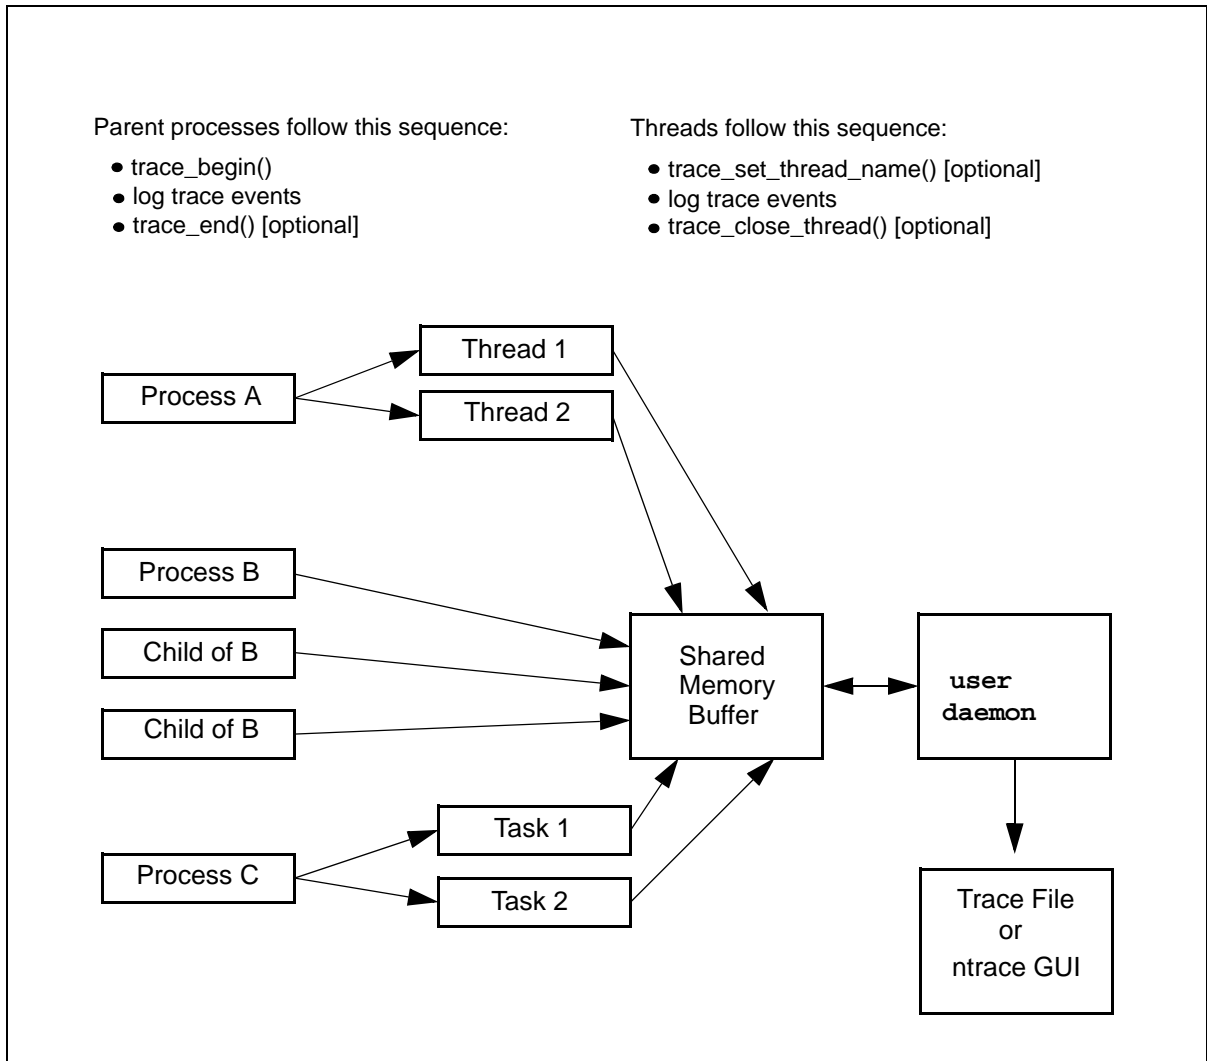 Parent processes follow this sequence:
• trace_begin()
• log trace events
• trace_end() [optional]
Threads follow this sequence:
• trace_set_thread_name() [optional]
• log trace events
• trace_close_thread() [optional]
Thread 1
Process A
Thread 2
Process B
Child of B
Child of B
Shared
Memory
Buffer
user
daemon
Task 1
Process C
Task 2
Trace File
or
ntrace GUI